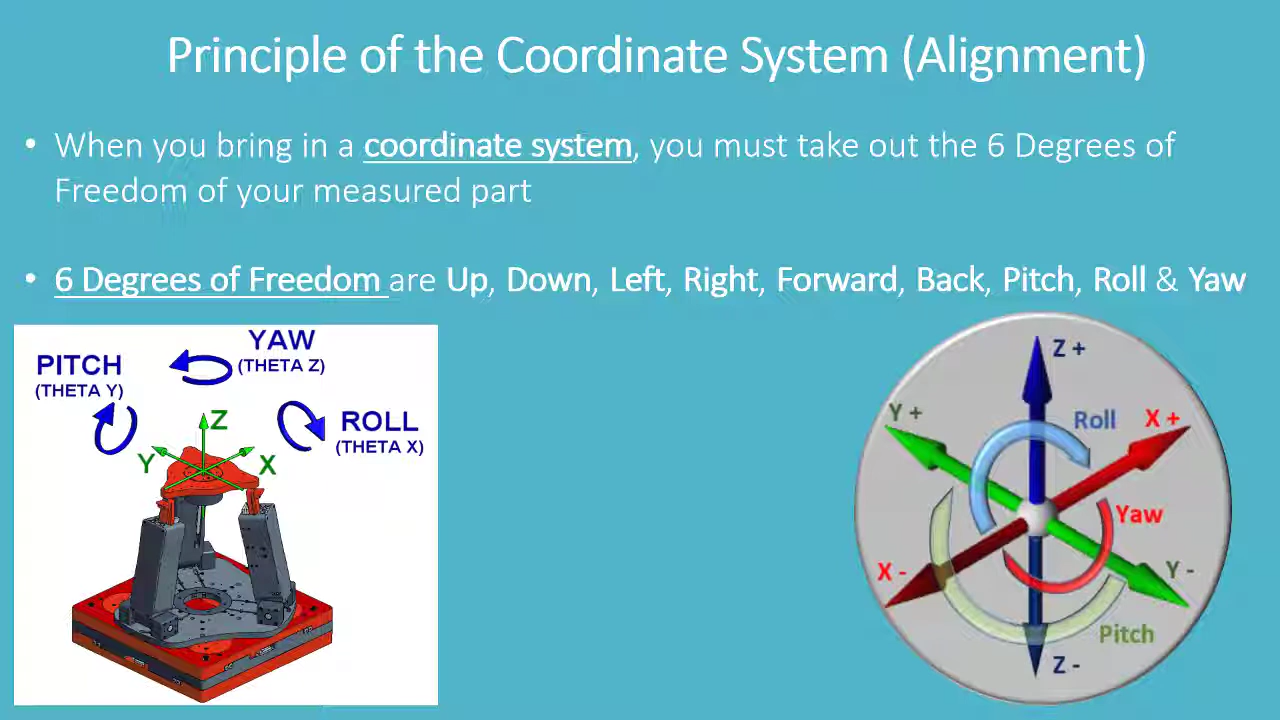 Principle of the Coordinate System (Alignment)
• When you bring in a coordinate system, you must take out the 6 Degrees of
Freedom of your measured part
• 6 Degrees of Freedom are Up, Down, Left, Right, Forward, Back, Pitch, Roll & Yaw
YAW
(THETA Z)
PITCH
(THETA Y)
ROLL
(THETA X)
Z
Y
X
Z +
Y +
Roll
X +
Yaw
X -
Y -
Pitch
Z -